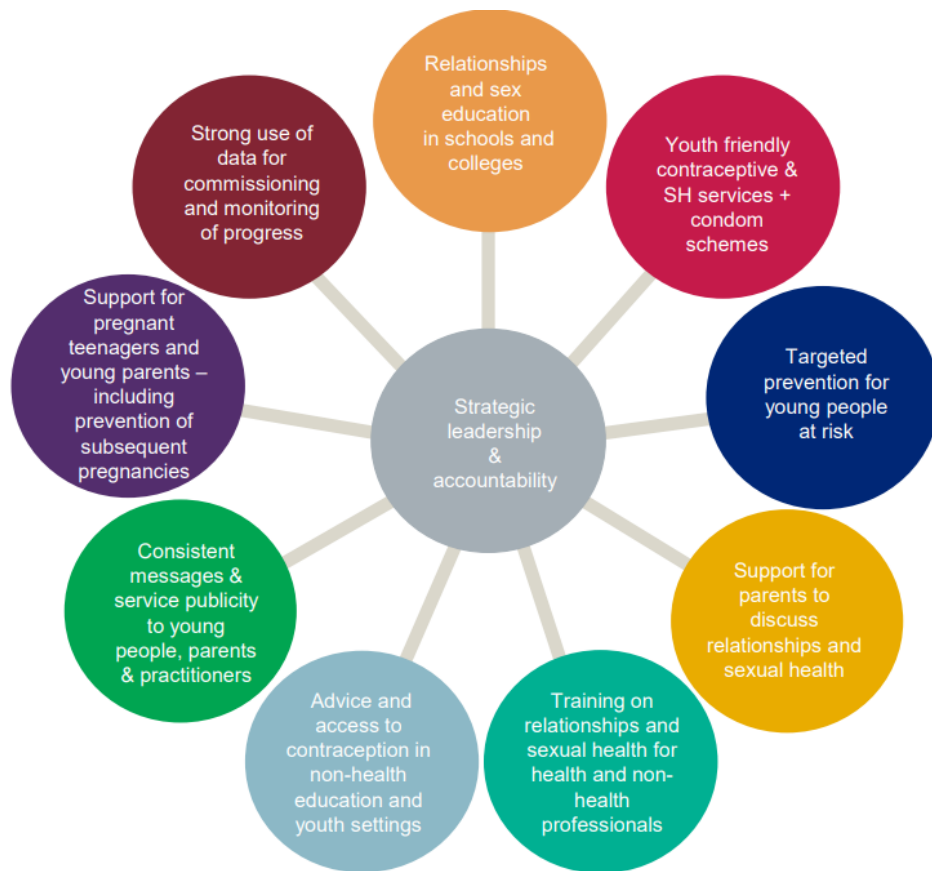 Relationships
and sex
education
in schools and
colleges
Youth friendly
contraceptive &
SH services +
condom
schemes
Targeted
prevention for
young people
at risk
Support for
parents to
discuss
relationships and
sexual health
Training on
relationships and
sexual health for
health and non-
health
professionals
Advice and
access to
contraception in
non-health
education and
youth settings
Consistent
messages &
service publicity
to young
people, parents
& practitioners
Support for
pregnant
teenagers and
young parents –
including
prevention of
subsequent
pregnancies
Strong use of
data for
commissioning
and monitoring
of progress
Strategic
leadership
&
accountability